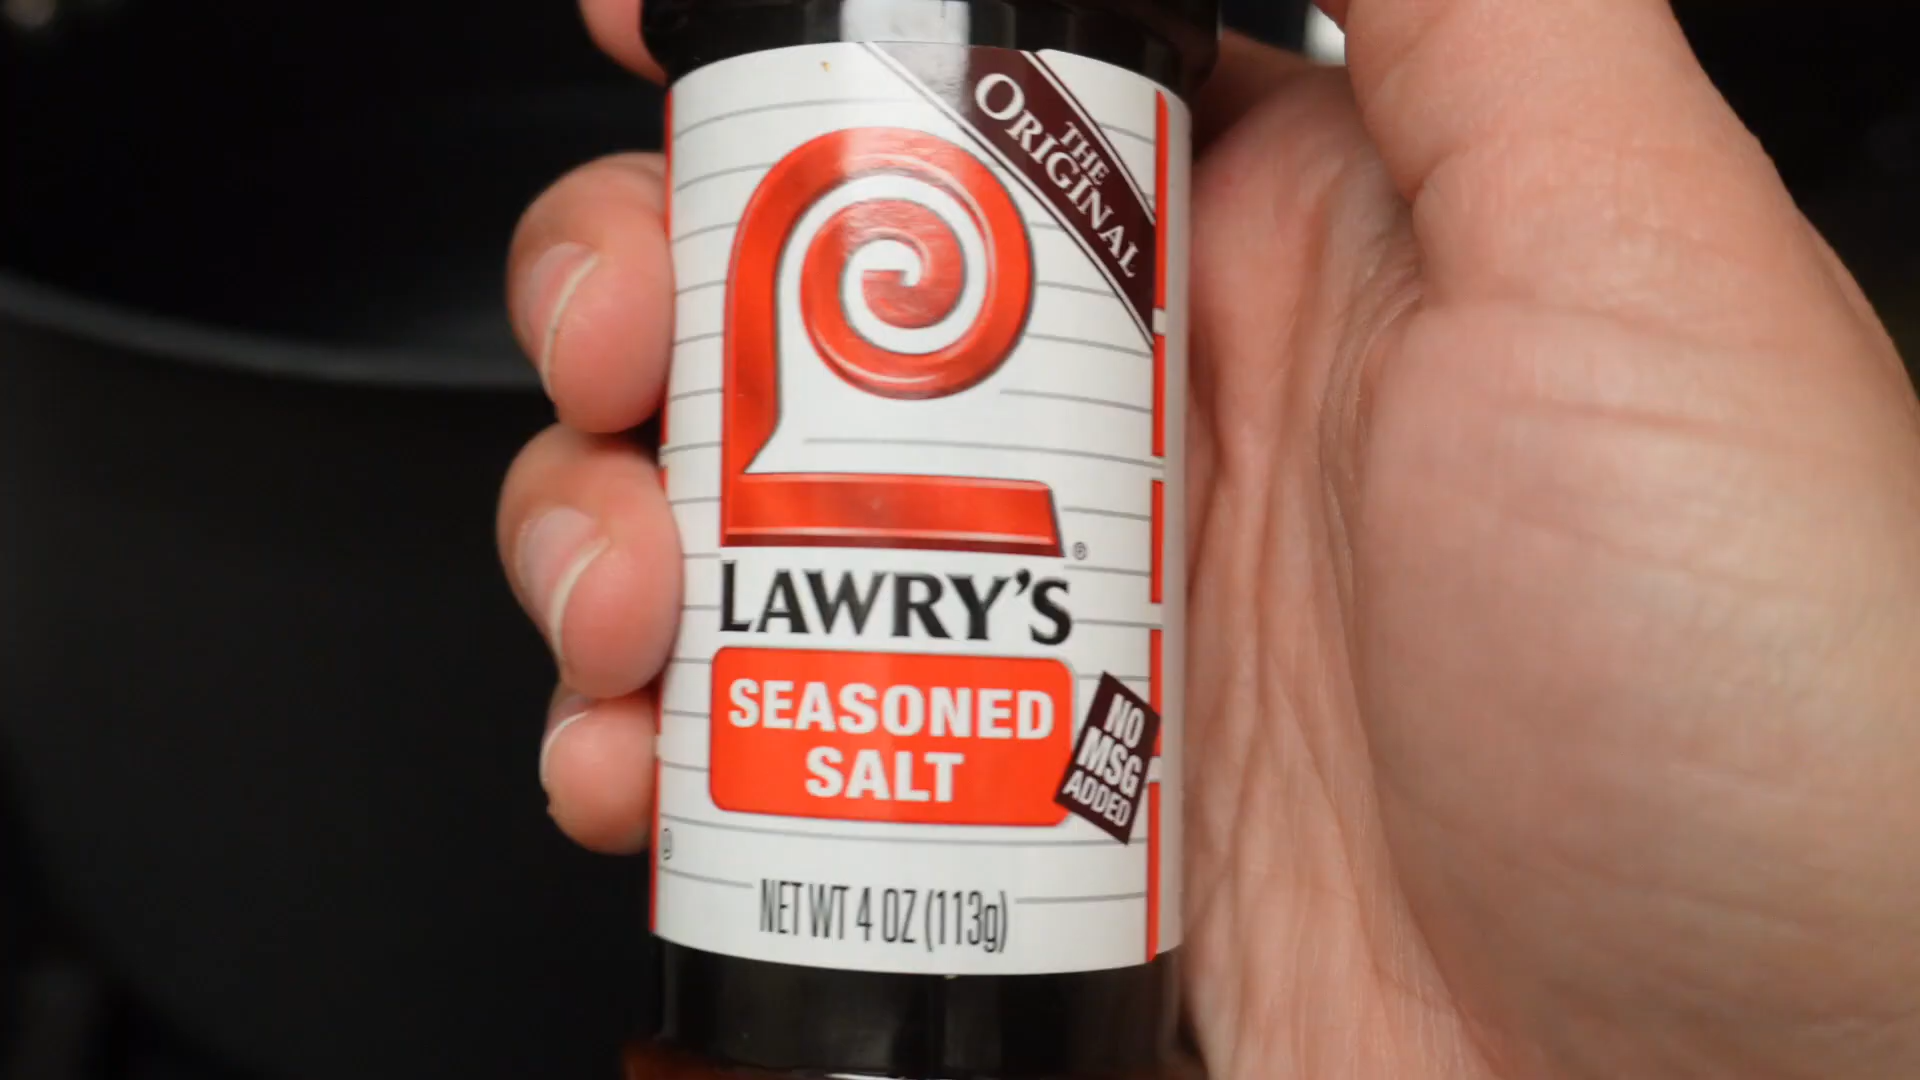 THE
ORIGINAL
®
LAWRY'S
SEASONED
SALT
NO
MSG
ADDED
NET WT 4 OZ (113g)